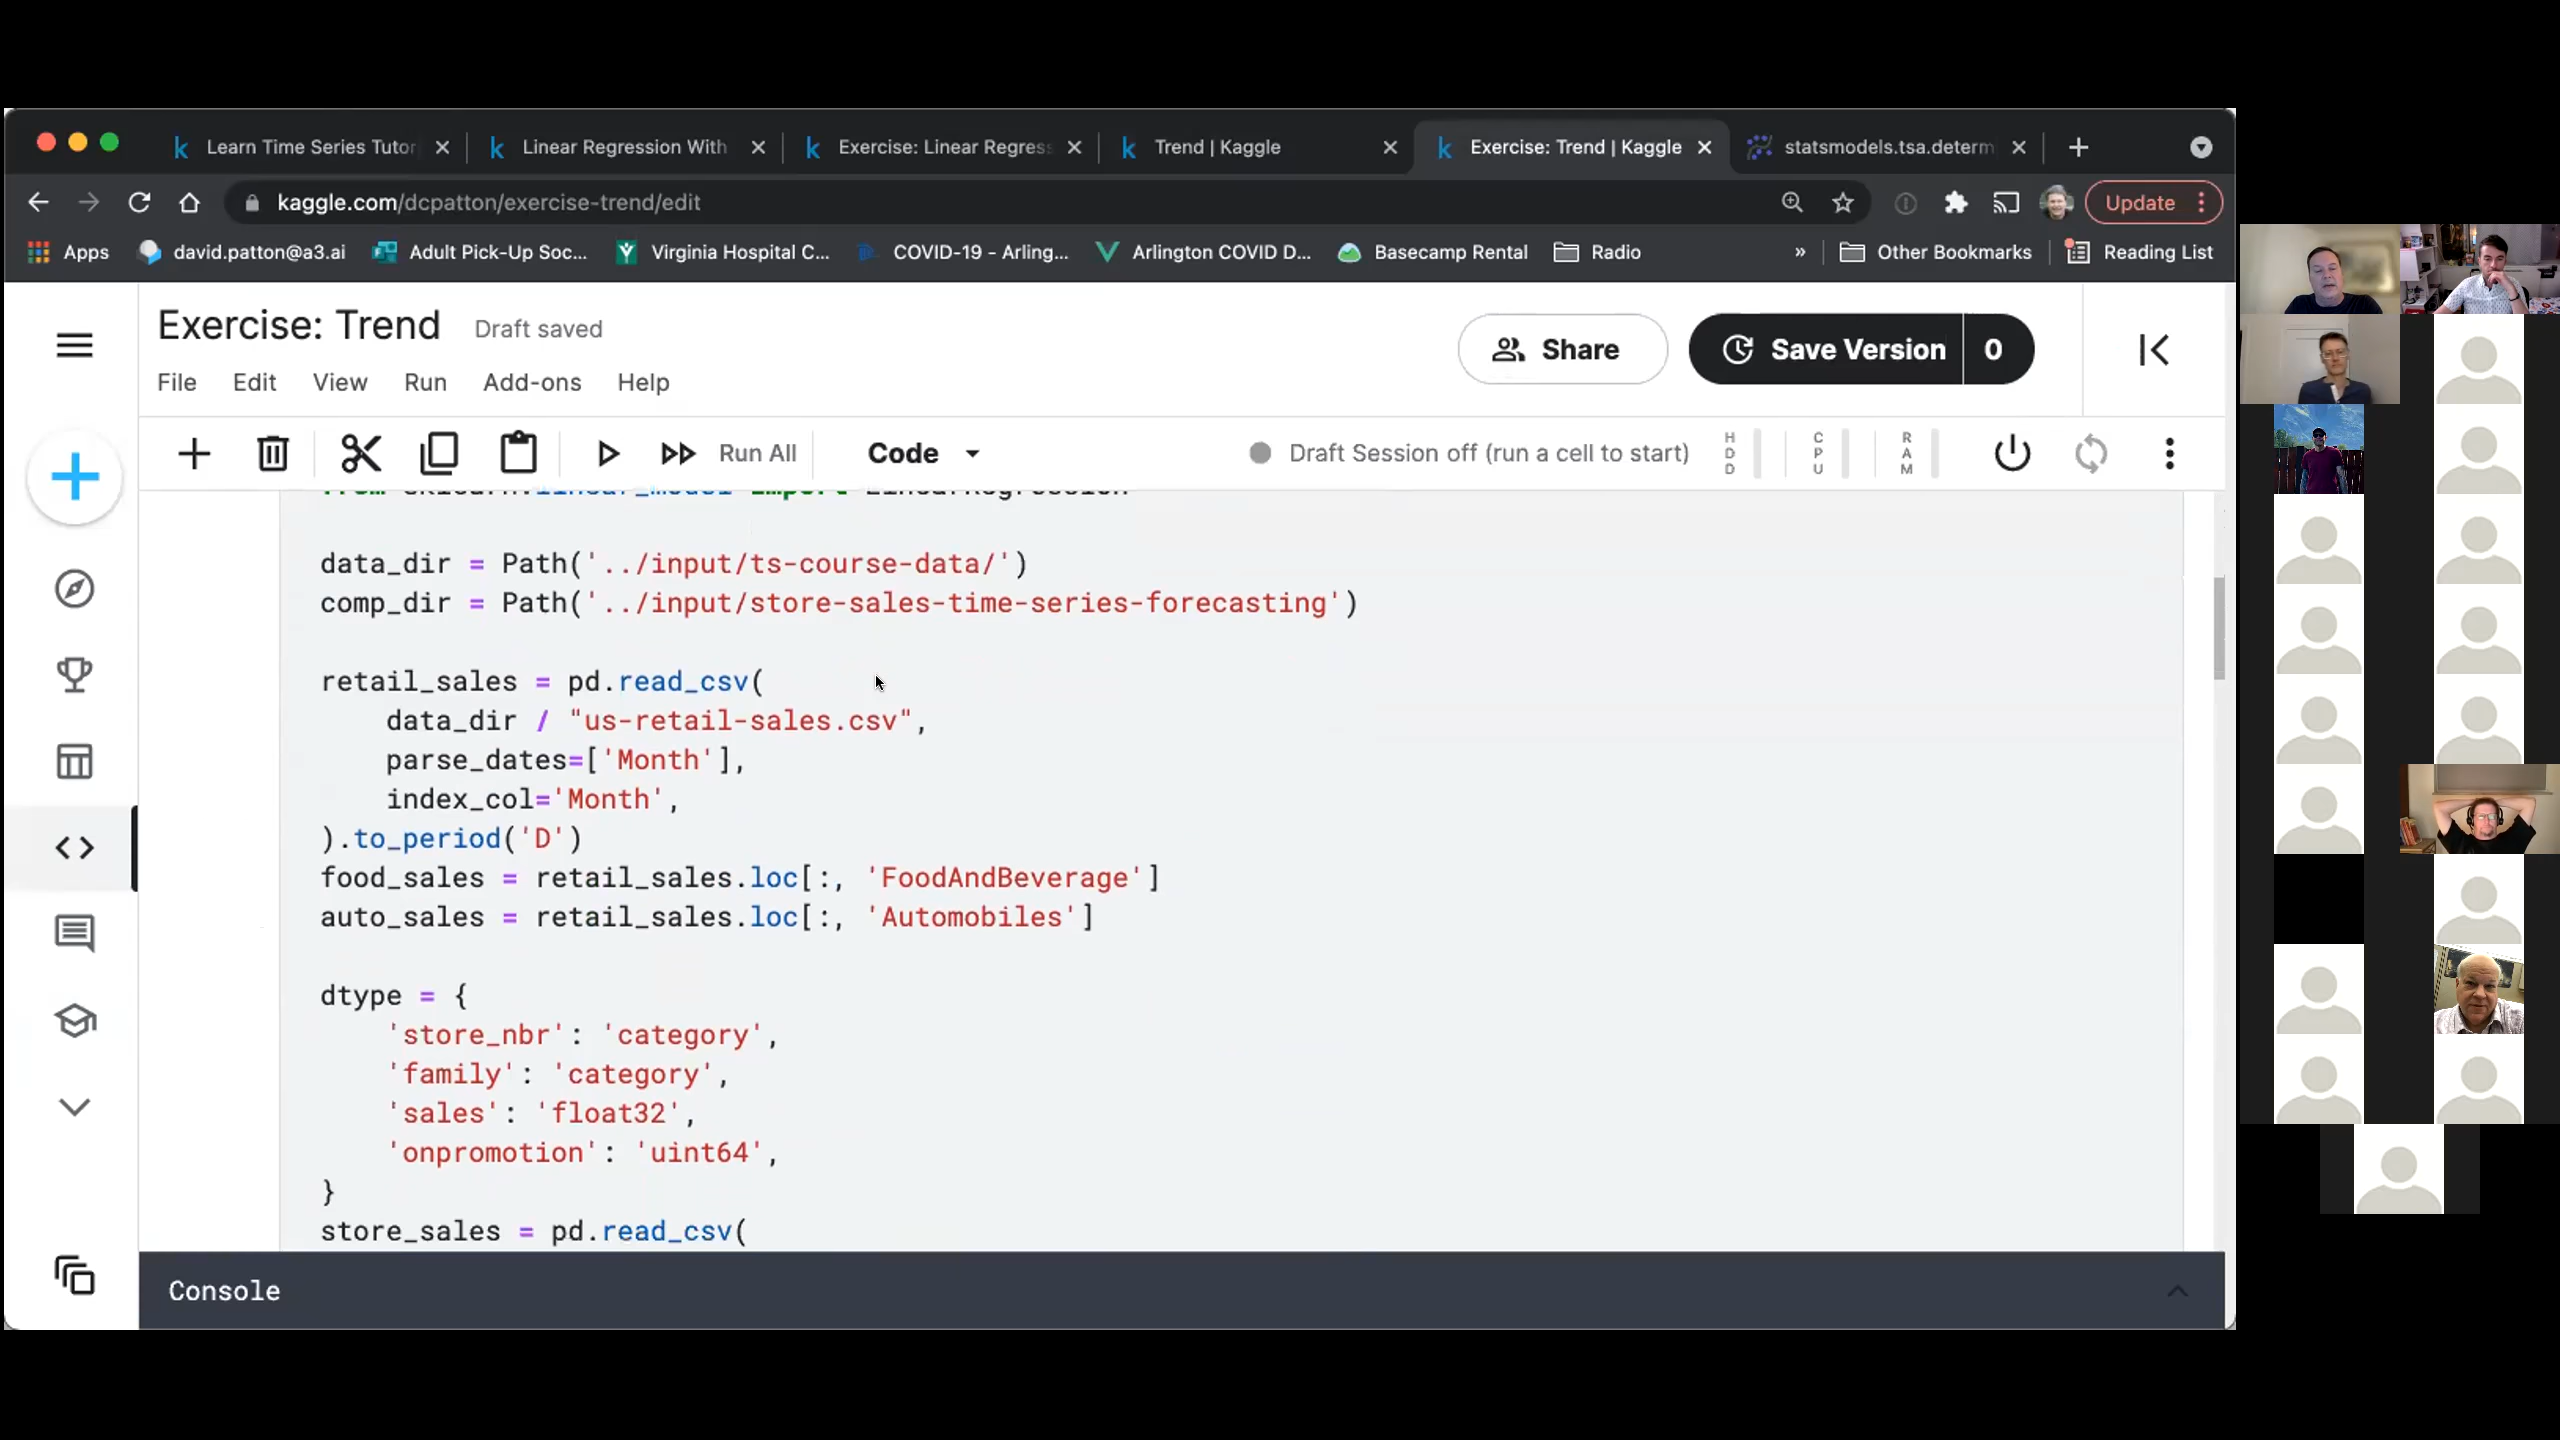 Learn Time Series Tutor
Linear Regression With
Exercise: Linear Regress
Trend | Kaggle
Exercise: Trend | Kaggle
statsmodels.tsa.determ
kaggle.com/dcpatton/exercise-trend/edit
Update
Apps
david.patton@a3.ai
Adult Pick-Up Soc...
Virginia Hospital C...
COVID-19 - Arling...
Arlington COVID D...
Basecamp Rental
Radio
»
Other Bookmarks
Reading List
Exercise: Trend
Draft saved
Share
Save Version
0
File
Edit
View
Run
Add-ons
Help
Run All
Code
Draft Session off (run a cell to start)
HDD
CPU
RAM
from sklearn.linear_model import LinearRegression
data_dir = Path('../input/ts-course-data/')
comp_dir = Path('../input/store-sales-time-series-forecasting')
retail_sales = pd.read_csv(
data_dir / "us-retail-sales.csv",
parse_dates=['Month'],
index_col='Month',
).to_period('D')
food_sales = retail_sales.loc[:, 'FoodAndBeverage']
auto_sales = retail_sales.loc[:, 'Automobiles']
dtype = {
'store_nbr': 'category',
'family': 'category',
'sales': 'float32',
'onpromotion': 'uint64',
}
store_sales = pd.read_csv(
Console